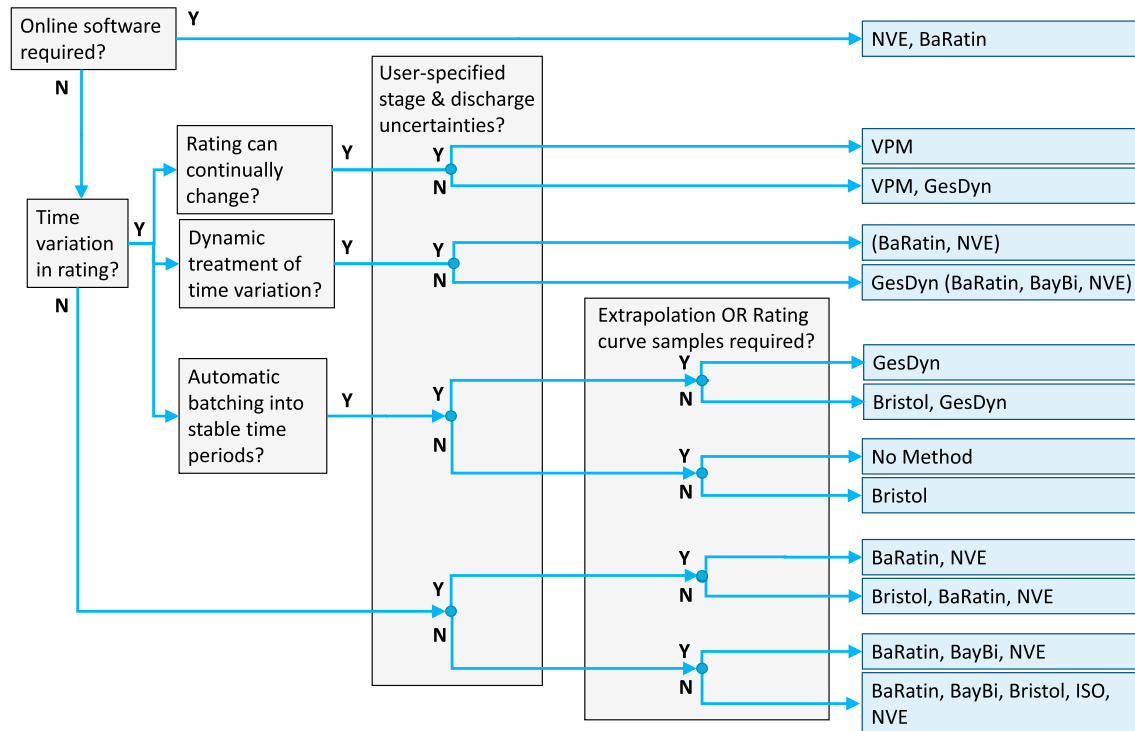 Online software
required?
Y
NVE, BaRatin
N
User-specified
stage & discharge
uncertainties?
Rating can
continually
change?
Y
Y
N
VPM
VPM, GesDyn
Time
variation
in rating?
Y
N
Dynamic
treatment of
time variation?
Y
Y
N
(BaRatin, NVE)
GesDyn (BaRatin, BayBi, NVE)
Extrapolation OR Rating
curve samples required?
Automatic
batching into
stable time
periods?
Y
Y
N
Y
N
GesDyn
Bristol, GesDyn
Y
N
No Method
Bristol
Y
N
Y
N
BaRatin, NVE
Bristol, BaRatin, NVE
Y
N
BaRatin, BayBi, NVE
BaRatin, BayBi, Bristol, ISO,
NVE